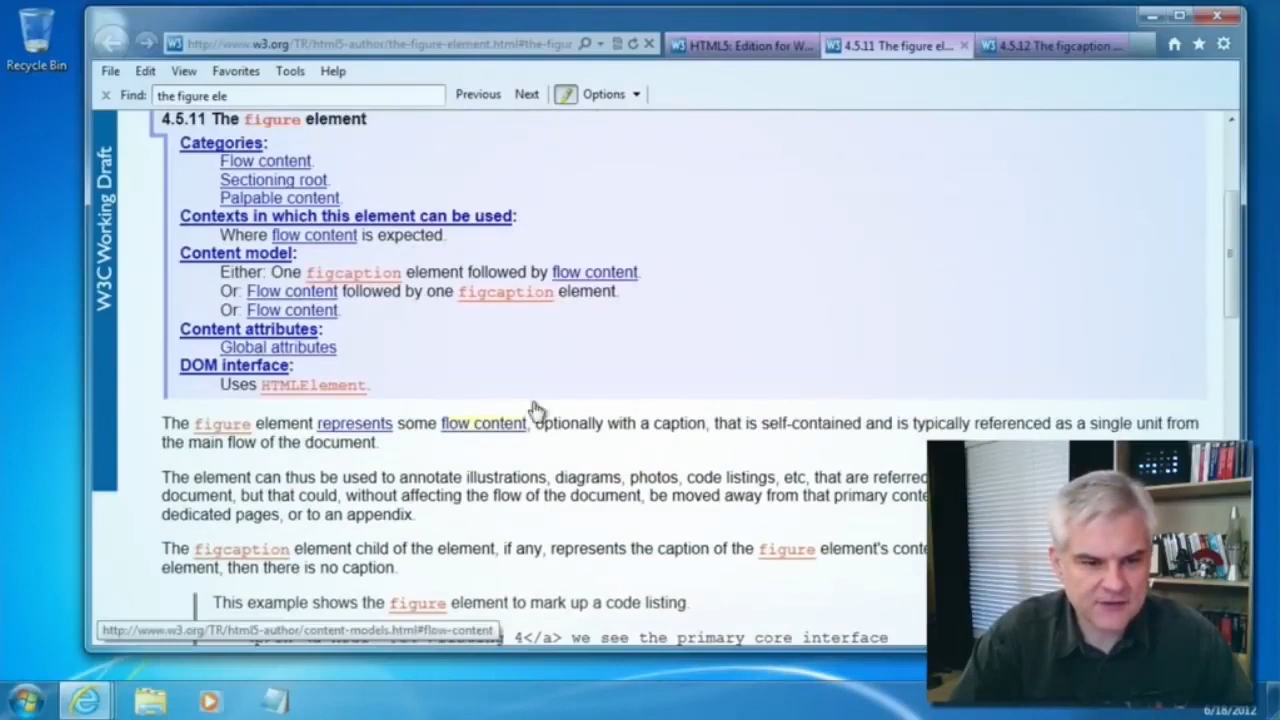 Recycle Bin
http://www.w3.org/TR/html5-author/the-figure-element.html#the-figur
HTML5: Edition for W...
4.5.11 The figure el...
4.5.12 The figcaption ...
File Edit View Favorites Tools Help
Find: the figure ele Previous Next Options
W3C Working Draft
4.5.11 The figure element
Categories:
Flow content.
Sectioning root.
Palpable content.
Contexts in which this element can be used:
Where flow content is expected.
Content model:
Either: One figcaption element followed by flow content.
Or: Flow content followed by one figcaption element.
Or: Flow content.
Content attributes:
Global attributes
DOM interface:
Uses HTMLElement.
The figure element represents some flow content, optionally with a caption, that is self-contained and is typically referenced as a single unit from
the main flow of the document.
The element can thus be used to annotate illustrations, diagrams, photos, code listings, etc, that are referred
document, but that could, without affecting the flow of the document, be moved away from that primary conte
dedicated pages, or to an appendix.
The figcaption element child of the element, if any, represents the caption of the figure element's conte
element, then there is no caption.
This example shows the figure element to mark up a code listing.
http://www.w3.org/TR/html5-author/content-models.html#flow-content
4</a> we see the primary core interface
6/18/2012